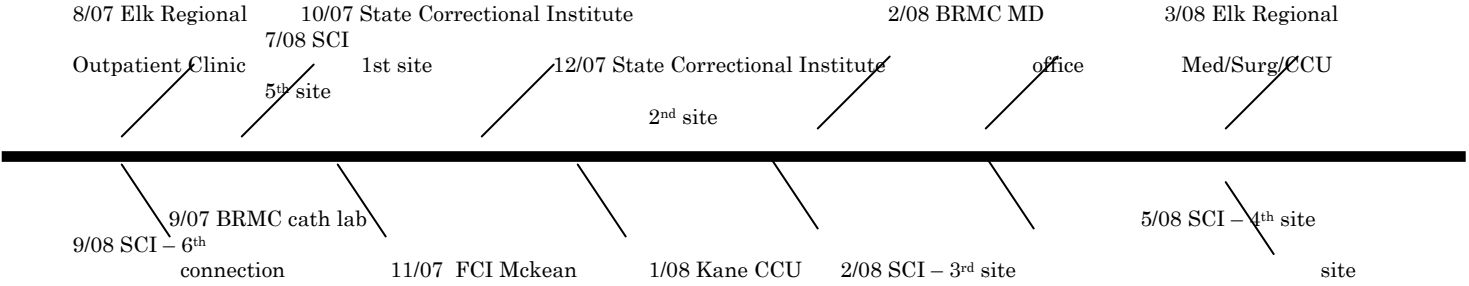 8/07 Elk Regional 10/07 State Correctional Institute 2/08 BRMC MD 3/08 Elk Regional
7/08 SCI
Outpatient Clinic 1st site 12/07 State Correctional Institute office Med/Surg/CCU
5th site
2nd site
9/07 BRMC cath lab 5/08 SCI – 4th site
9/08 SCI – 6th
connection 11/07 FCI Mckean 1/08 Kane CCU 2/08 SCI – 3rd site site